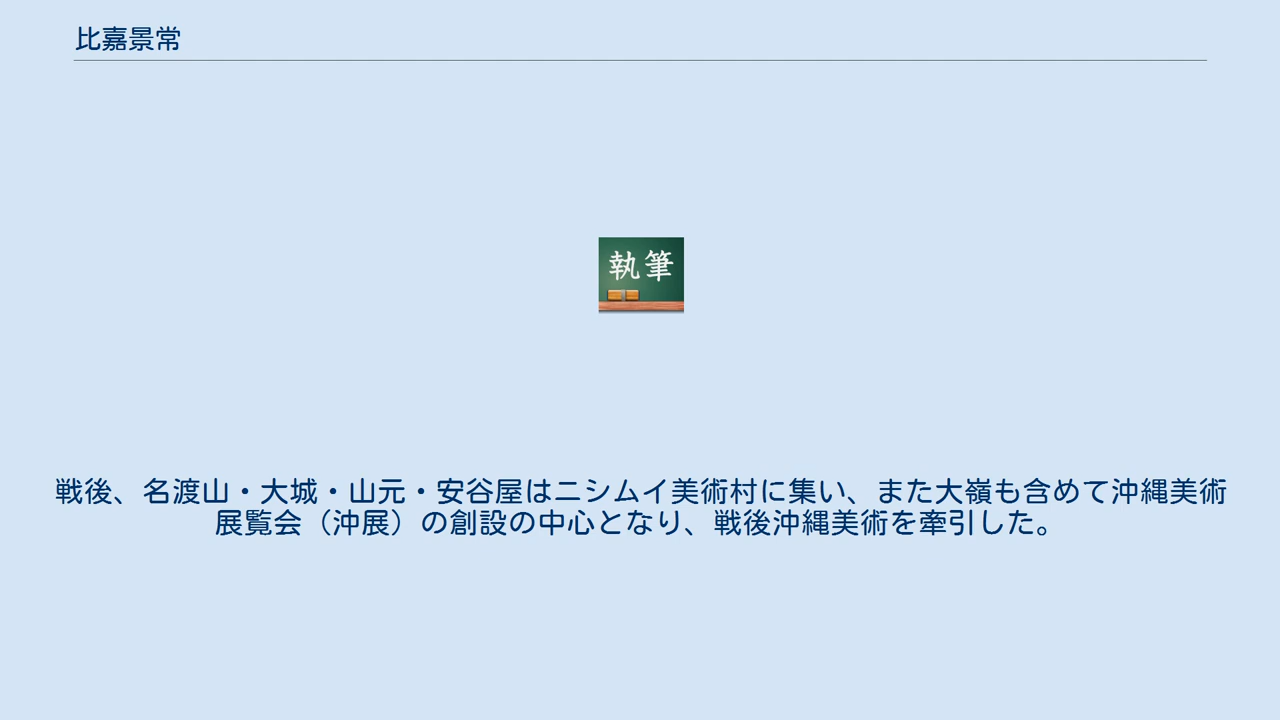 比嘉景常
執筆
戦後、名渡山・大城・山元・安谷屋はニシムイ美術村に集い、また大嶺も含めて沖縄美術
展覧会（沖展）の創設の中心となり、戦後沖縄美術を牽引した。